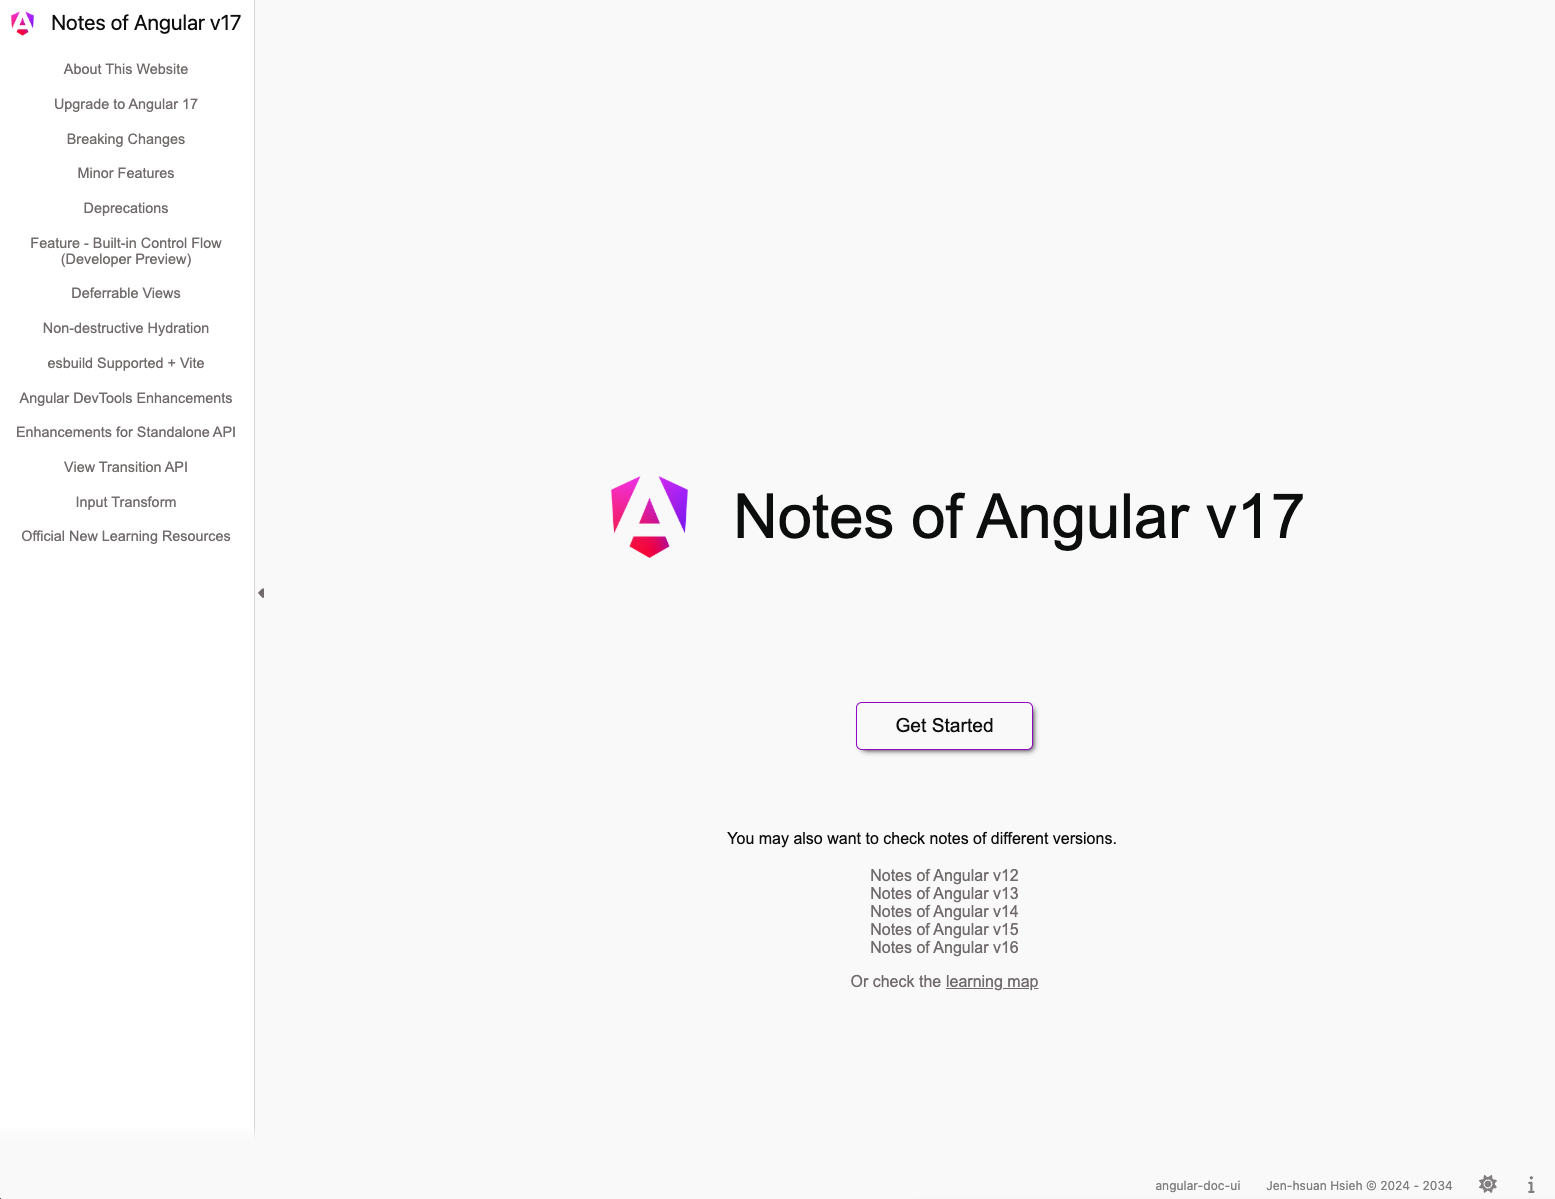 Notes of Angular v17
About This Website
Upgrade to Angular 17
Breaking Changes
Minor Features
Deprecations
Feature - Built-in Control Flow
(Developer Preview)
Deferrable Views
Non-destructive Hydration
esbuild Supported + Vite
Angular DevTools Enhancements
Enhancements for Standalone API
View Transition API
Input Transform
Official New Learning Resources
Notes of Angular v17
Get Started
You may also want to check notes of different versions.
Notes of Angular v12
Notes of Angular v13
Notes of Angular v14
Notes of Angular v15
Notes of Angular v16
Or check the learning map
angular-doc-ui Jen-hsuan Hsieh © 2024 - 2034